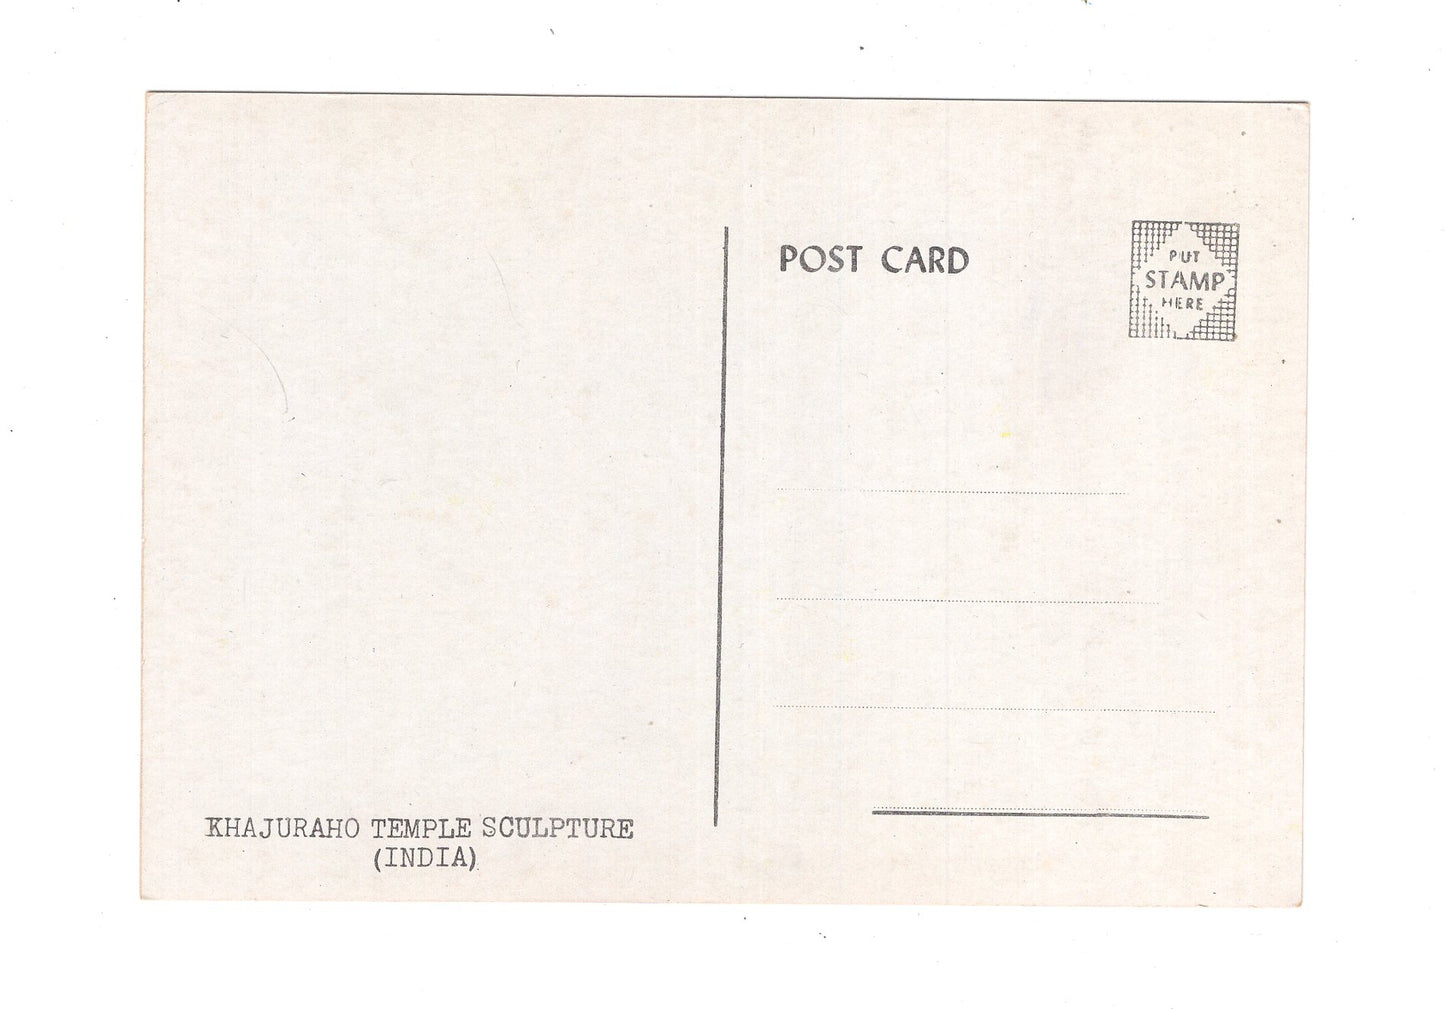 POST CARD
PUT
STAMP
HERE
KHAJURAHO TEMPLE SCULPTURE
(INDIA)